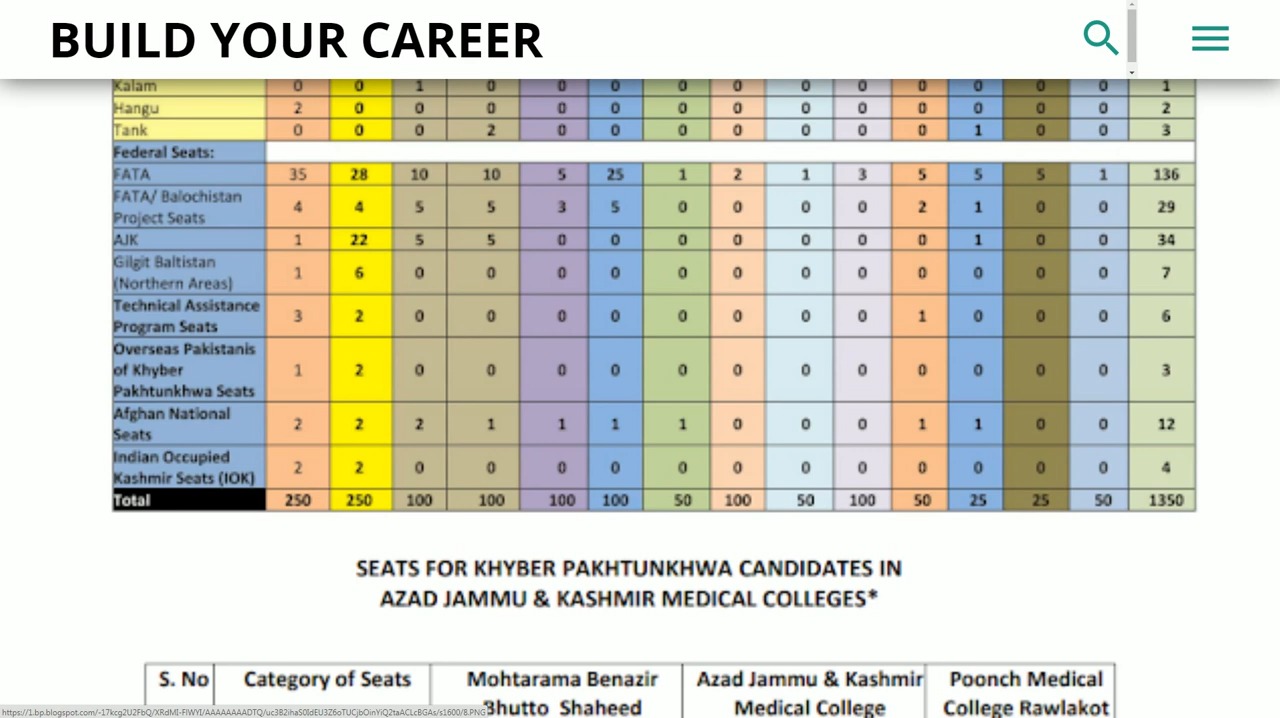 BUILD YOUR CAREER
Kalam 0 0 1 0 0 0 0 0 0 0 0 0 0 0 1
Hangu 2 0 0 0 0 0 0 0 0 0 0 0 0 0 2
Tank 0 0 0 2 0 0 0 0 0 0 0 1 0 0 3
Federal Seats:
FATA 35 28 10 10 5 25 1 2 1 3 5 5 5 1 136
FATA/ Balochistan
Project Seats 4 4 5 5 3 5 0 0 0 0 2 1 0 0 29
AJK 1 22 5 5 0 0 0 0 0 0 0 1 0 0 34
Gilgit Baltistan
(Northern Areas) 1 6 0 0 0 0 0 0 0 0 0 0 0 0 7
Technical Assistance
Program Seats 3 2 0 0 0 0 0 0 0 0 1 0 0 0 6
Overseas Pakistanis
of Khyber 1 2 0 0 0 0 0 0 0 0 0 0 0 0 3
Pakhtunkhwa Seats
Afghan National
Seats 2 2 2 1 1 1 1 0 0 0 1 1 0 0 12
Indian Occupied
Kashmir Seats (IOK) 2 2 0 0 0 0 0 0 0 0 0 0 0 0 4
Total 250 250 100 100 100 100 50 100 50 100 50 25 25 50 1350
SEATS FOR KHYBER PAKHTUNKHWA CANDIDATES IN
AZAD JAMMU & KASHMIR MEDICAL COLLEGES*
S. No Category of Seats Mohtarama Benazir Azad Jammu & Kashmir Poonch Medical
Bhutto Shaheed Medical College College Rawlakot